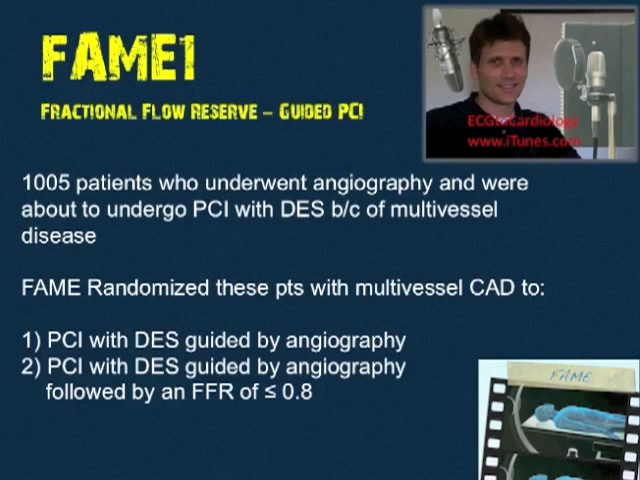 FAME1
Fractional Flow Reserve – Guided PCI
ECGtoCardiology
www.iTunes.com
1005 patients who underwent angiography and were
about to undergo PCI with DES b/c of multivessel
disease
FAME Randomized these pts with multivessel CAD to:
1) PCI with DES guided by angiography
2) PCI with DES guided by angiography
followed by an FFR of ≤ 0.8
FAME